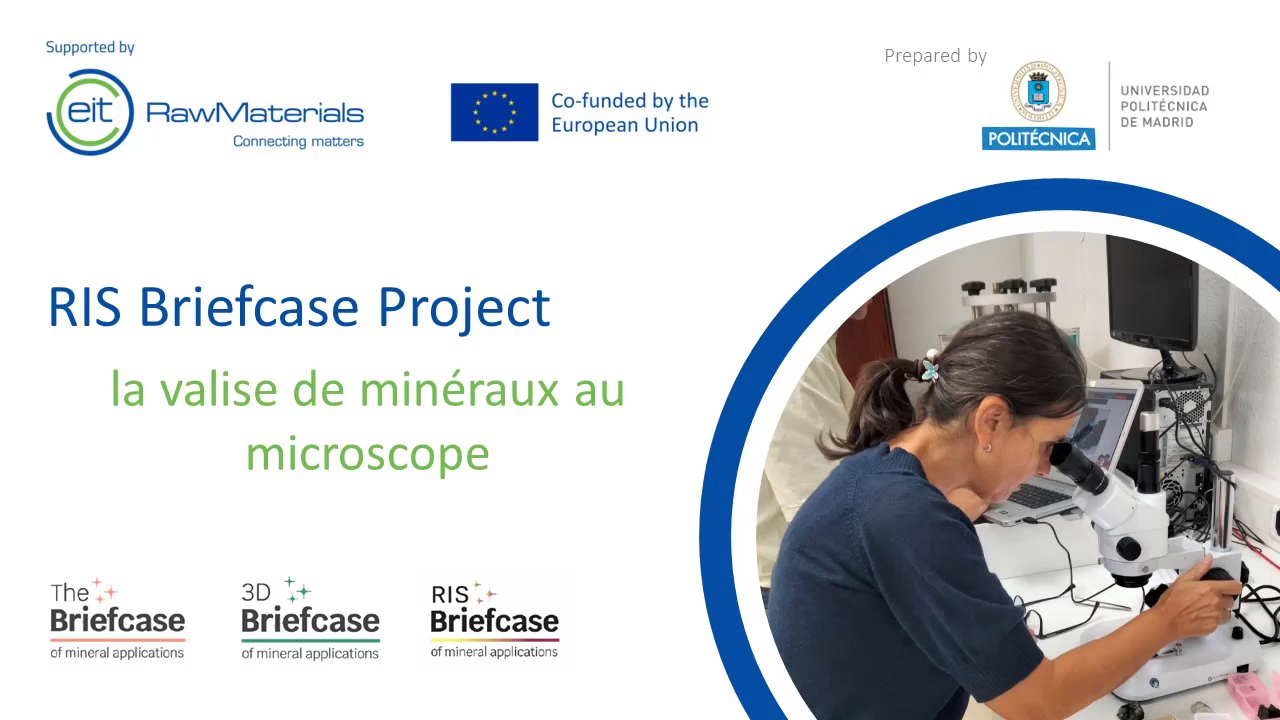 Supported by
eit RawMaterials
Connecting matters
Co-funded by the
European Union
Prepared by
POLITÉCNICA
UNIVERSIDAD
POLITÉCNICA
DE MADRID
RIS Briefcase Project
la valise de minéraux au
microscope
The
Briefcase
of mineral applications
3D
Briefcase
of mineral applications
RIS
Briefcase
of mineral applications